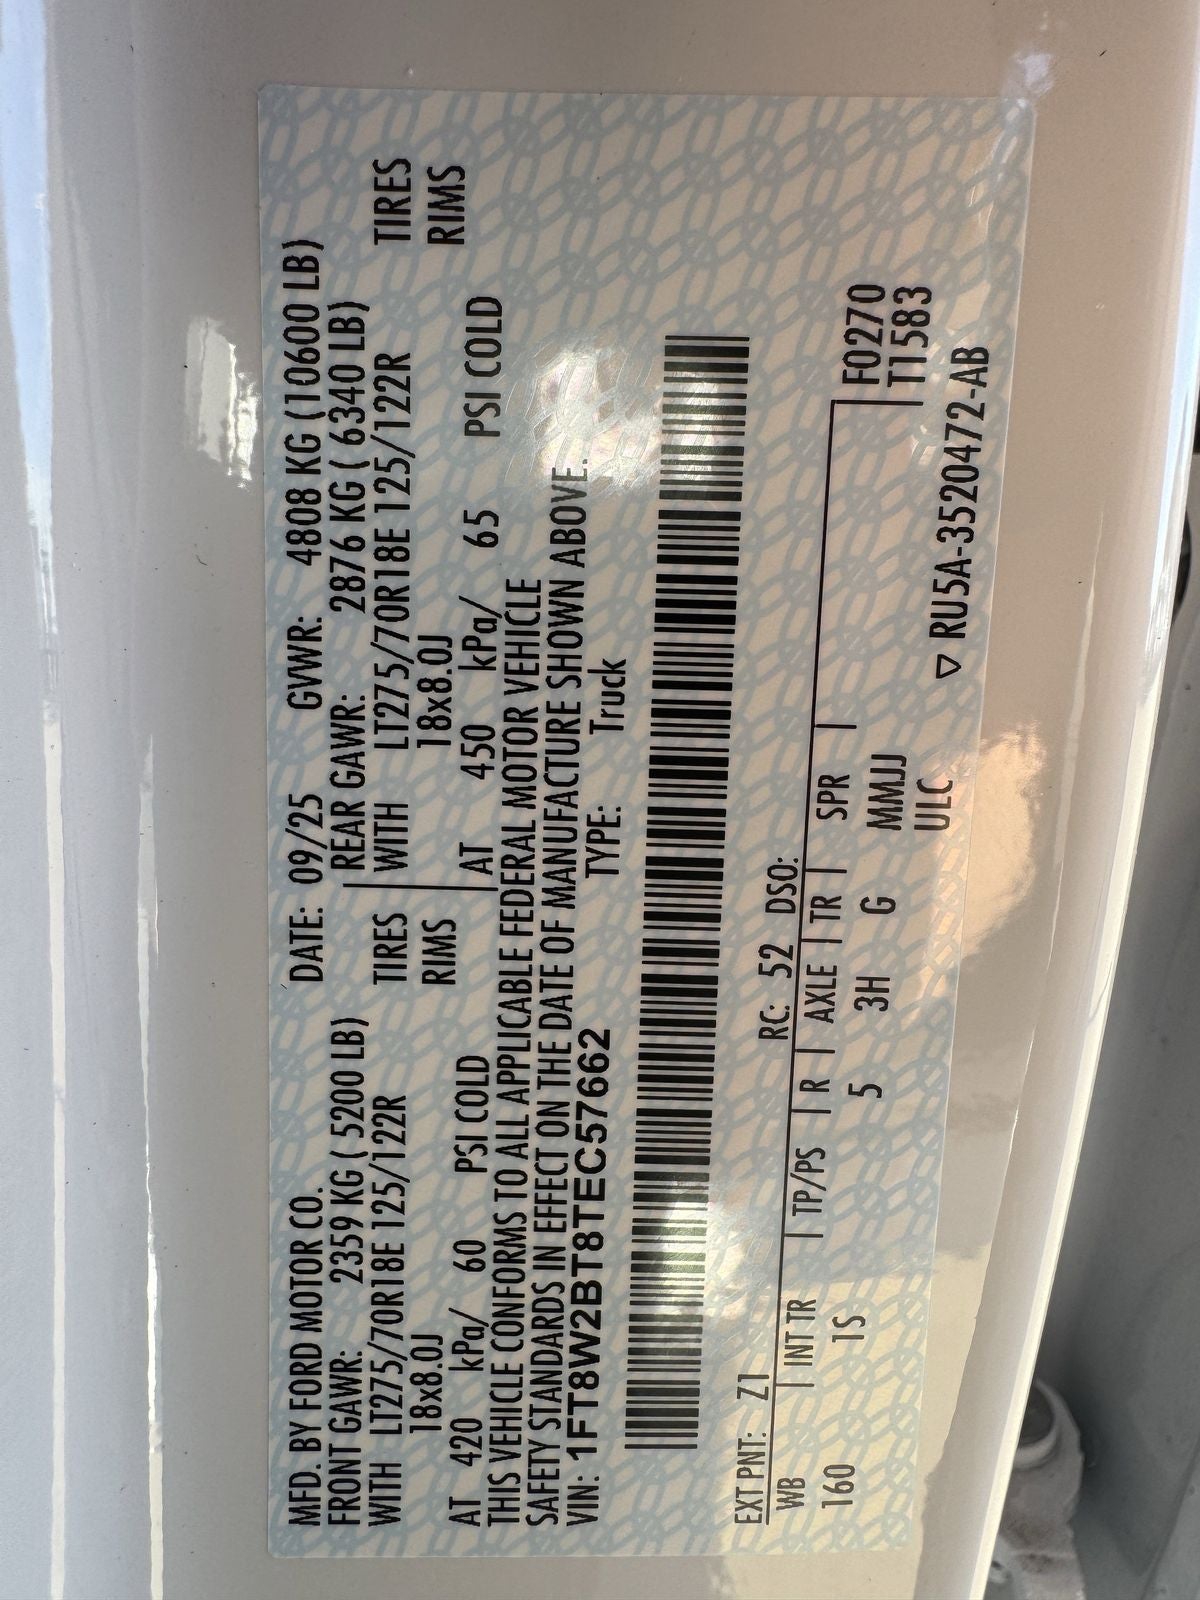 MFD. BY FORD MOTOR CO. DATE: 09/25 GVWR: 4808 KG (10600 LB)
FRONT GAWR: 2359 KG ( 5200 LB) REAR GAWR: 2876 KG ( 6340 LB)
WITH LT275/70R18E 125/122R TIRES WITH LT275/70R18E 125/122R TIRES
18x8.0J RIMS 18x8.0J RIMS
AT 420 kPa/ 60 PSI COLD AT 450 kPa/ 65 PSI COLD
THIS VEHICLE CONFORMS TO ALL APPLICABLE FEDERAL MOTOR VEHICLE
SAFETY STANDARDS IN EFFECT ON THE DATE OF MANUFACTURE SHOWN ABOVE.
VIN: 1FT8W2BT8TEC57662 TYPE: Truck
EXT PNT: Z1 RC: 52 DSO:
WB INT TR TP/PS R AXLE TR SPR F0270
160 1S 5 3H G MMJJ T1583
ULC
▽ RU5A-3520472-AB